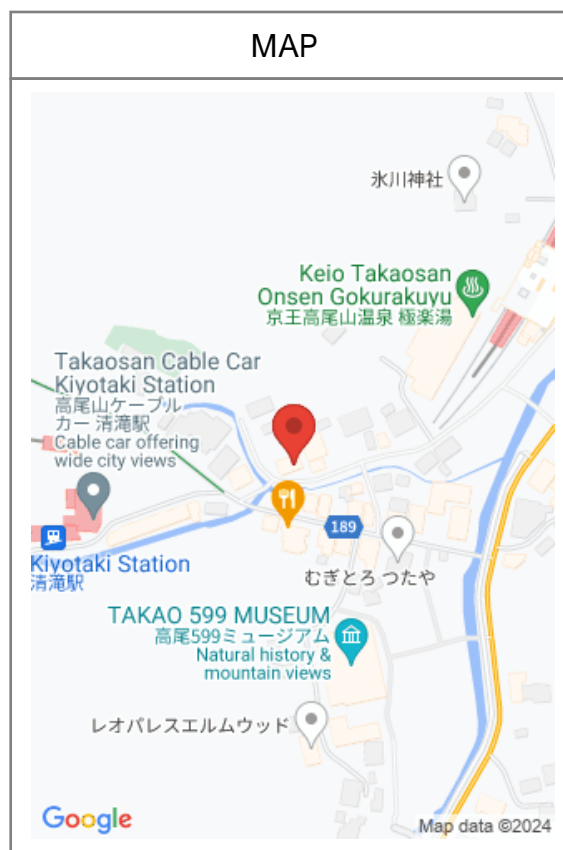 MAP
氷川神社
Keio Takaosan
Onsen Gokurakuyu
京王高尾山温泉 極楽湯
Takaosan Cable Car
Kiyotaki Station
高尾山ケーブル
カー 清滝駅
Cable car offering
wide city views
189
Kiyotaki Station
清滝駅
むぎとろ つたや
TAKAO 599 MUSEUM
高尾599ミュージアム
Natural history &
mountain views
レオパレスエルムウッド
Google
Map data ©2024